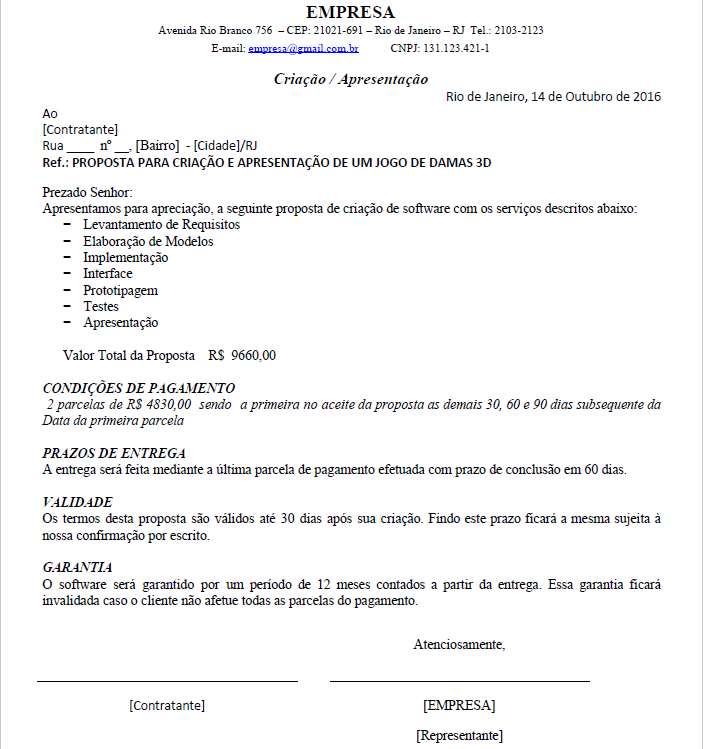 EMPRESA
Avenida Rio Branco 756 – CEP: 21021-691 – Rio de Janeiro – RJ Tel.: 2103-2123
E-mail: empresa@gmail.com.br CNPJ: 131.123.421-1
Criação / Apresentação
Rio de Janeiro, 14 de Outubro de 2016
Ao
[Contratante]
Rua ____ nº __, [Bairro] - [Cidade]/RJ
Ref.: PROPOSTA PARA CRIAÇÃO E APRESENTAÇÃO DE UM JOGO DE DAMAS 3D
Prezado Senhor:
Apresentamos para apreciação, a seguinte proposta de criação de software com os serviços descritos abaixo:
− Levantamento de Requisitos
− Elaboração de Modelos
− Implementação
− Interface
− Prototipagem
− Testes
− Apresentação
Valor Total da Proposta R$ 9660,00
CONDIÇÕES DE PAGAMENTO
2 parcelas de R$ 4830,00 sendo a primeira no aceite da proposta as demais 30, 60 e 90 dias subsequente da
Data da primeira parcela
PRAZOS DE ENTREGA
A entrega será feita mediante a última parcela de pagamento efetuada com prazo de conclusão em 60 dias.
VALIDADE
Os termos desta proposta são válidos até 30 dias após sua criação. Findo este prazo ficará a mesma sujeita à
nossa confirmação por escrito.
GARANTIA
O software será garantido por um período de 12 meses contados a partir da entrega. Essa garantia ficará
invalidada caso o cliente não afetue todas as parcelas do pagamento.
Atenciosamente,
[Contratante] [EMPRESA]
[Representante]